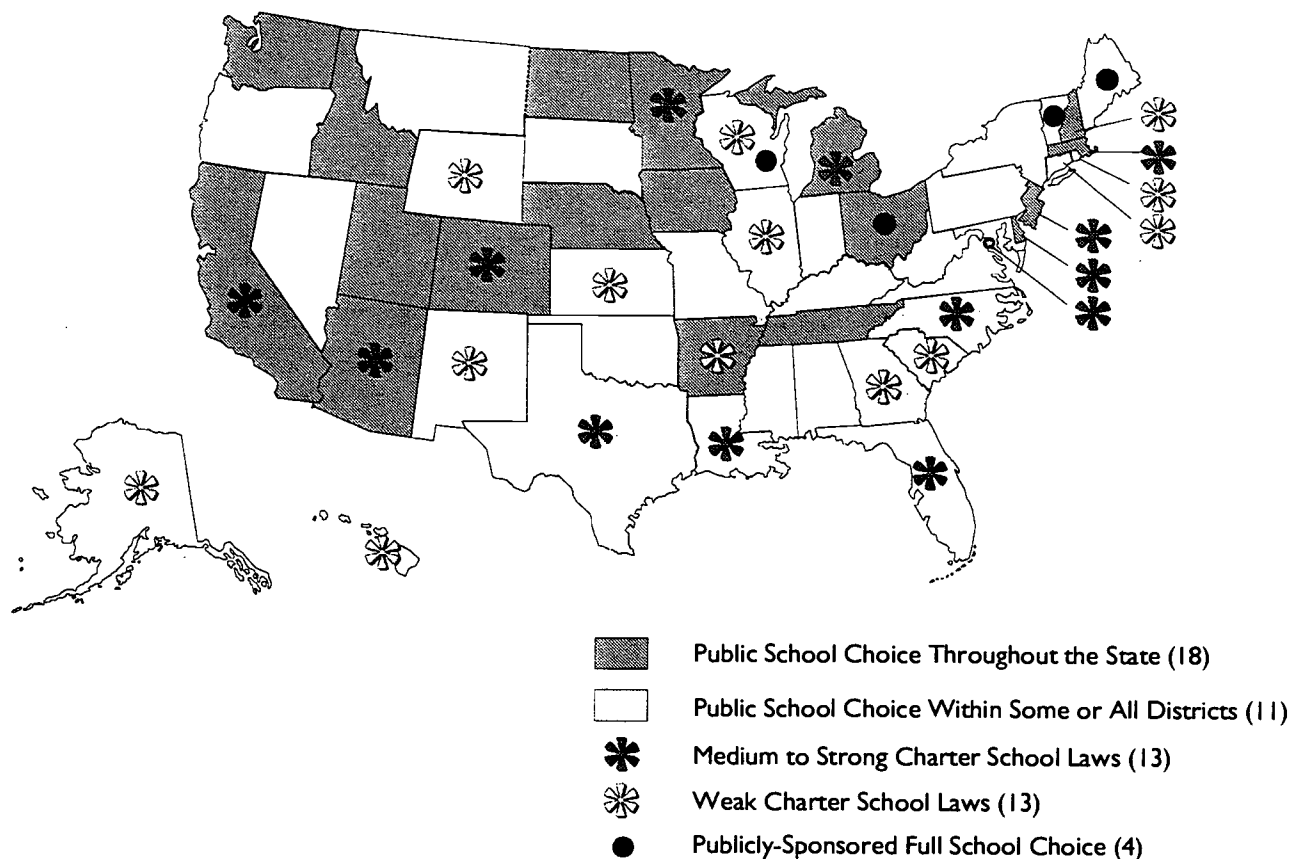 Public School Choice Throughout the State (18)
Public School Choice Within Some or All Districts (11)
Medium to Strong Charter School Laws (13)
Weak Charter School Laws (13)
Publicly-Sponsored Full School Choice (4)